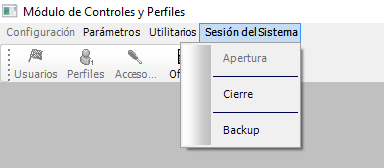 Módulo de Controles y Perfiles
Configuración Parámetros Utilitarios Sesión del Sistema
Usuarios Perfiles Acceso...
Apertura
Cierre
Backup